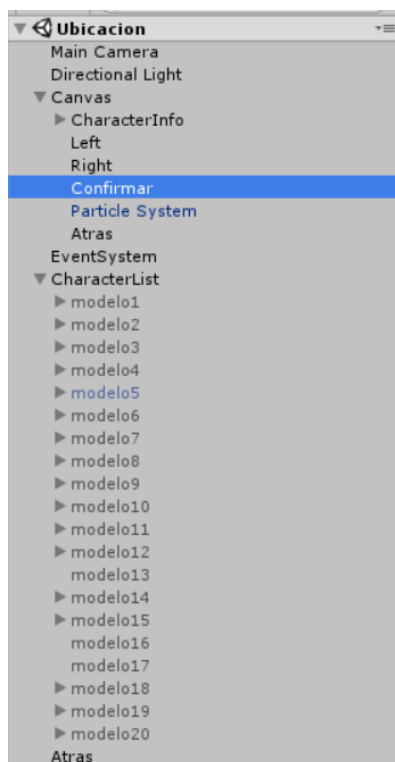 Ubicacion
Main Camera
Directional Light
Canvas
CharacterInfo
Left
Right
Confirmar
Particle System
Atras
EventSystem
CharacterList
modelo1
modelo2
modelo3
modelo4
modelo5
modelo6
modelo7
modelo8
modelo9
modelo10
modelo11
modelo12
modelo13
modelo14
modelo15
modelo16
modelo17
modelo18
modelo19
modelo20
Atras